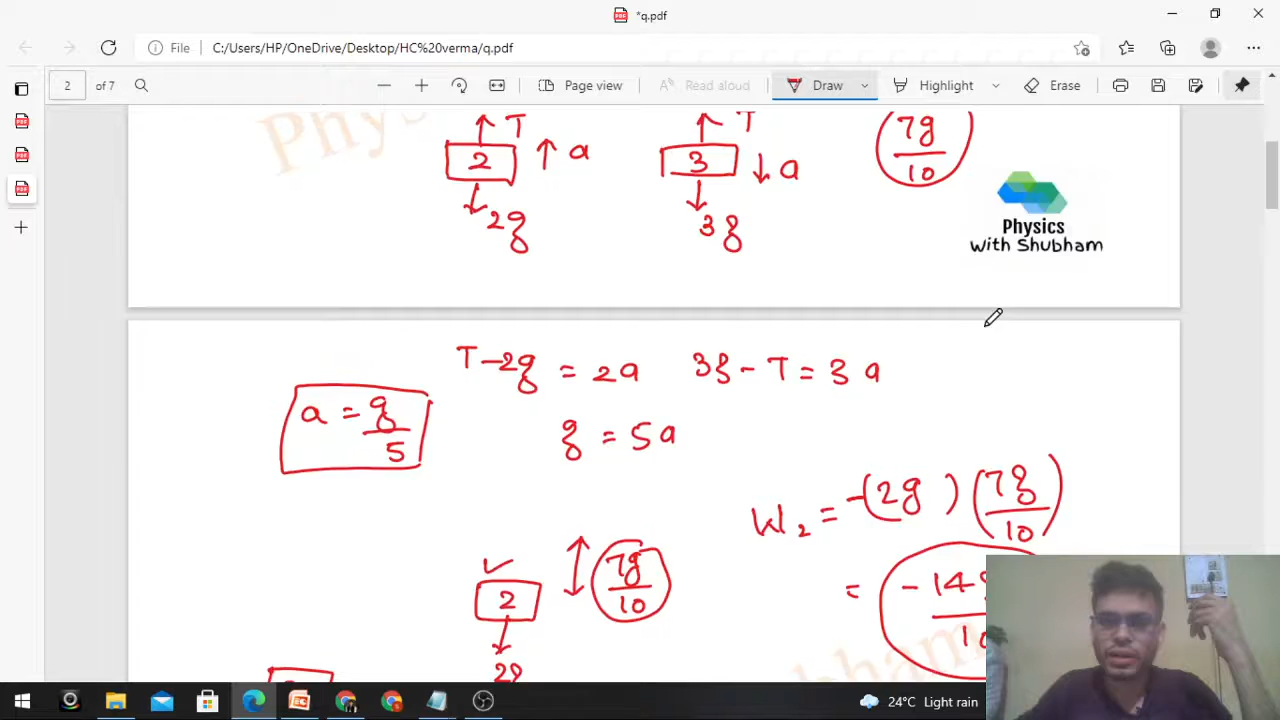 *q.pdf
File C:/Users/HP/OneDrive/Desktop/HC%20verma/q.pdf
2 of 7 Page view Read aloud Draw Highlight Erase
Phys
T T 7g/10
2 ↑ a 3 ↓ a
2g 3g
Physics
with Shubham
T - 2g = 2a 3g - T = 3a
a = g/5
g = 5a
W₂ = -(2g) (7g/10)
2 7g/10
= -14
2g
24°C Light rain